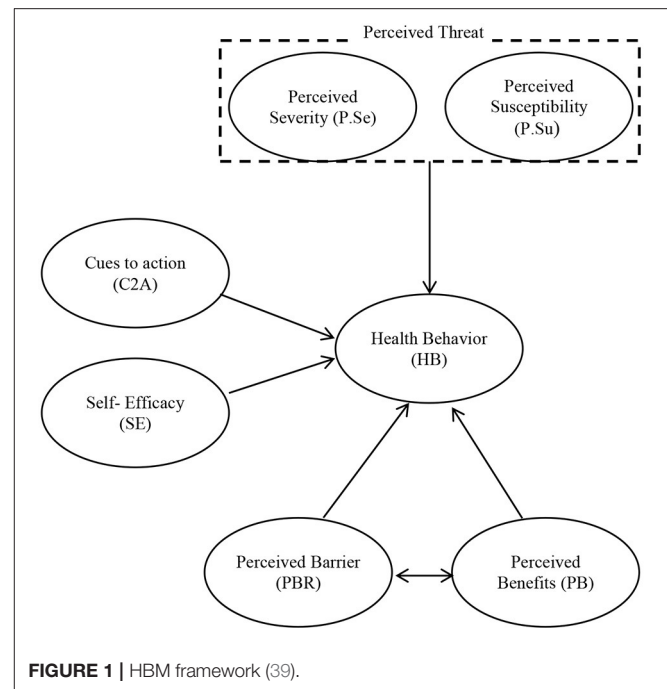 Perceived Threat
Perceived
Severity (P.Se)
Perceived
Susceptibility
(P.Su)
Cues to action
(C2A)
Health Behavior
(HB)
Self- Efficacy
(SE)
Perceived Barrier
(PBR)
Perceived
Benefits (PB)
FIGURE 1 | HBM framework (39).